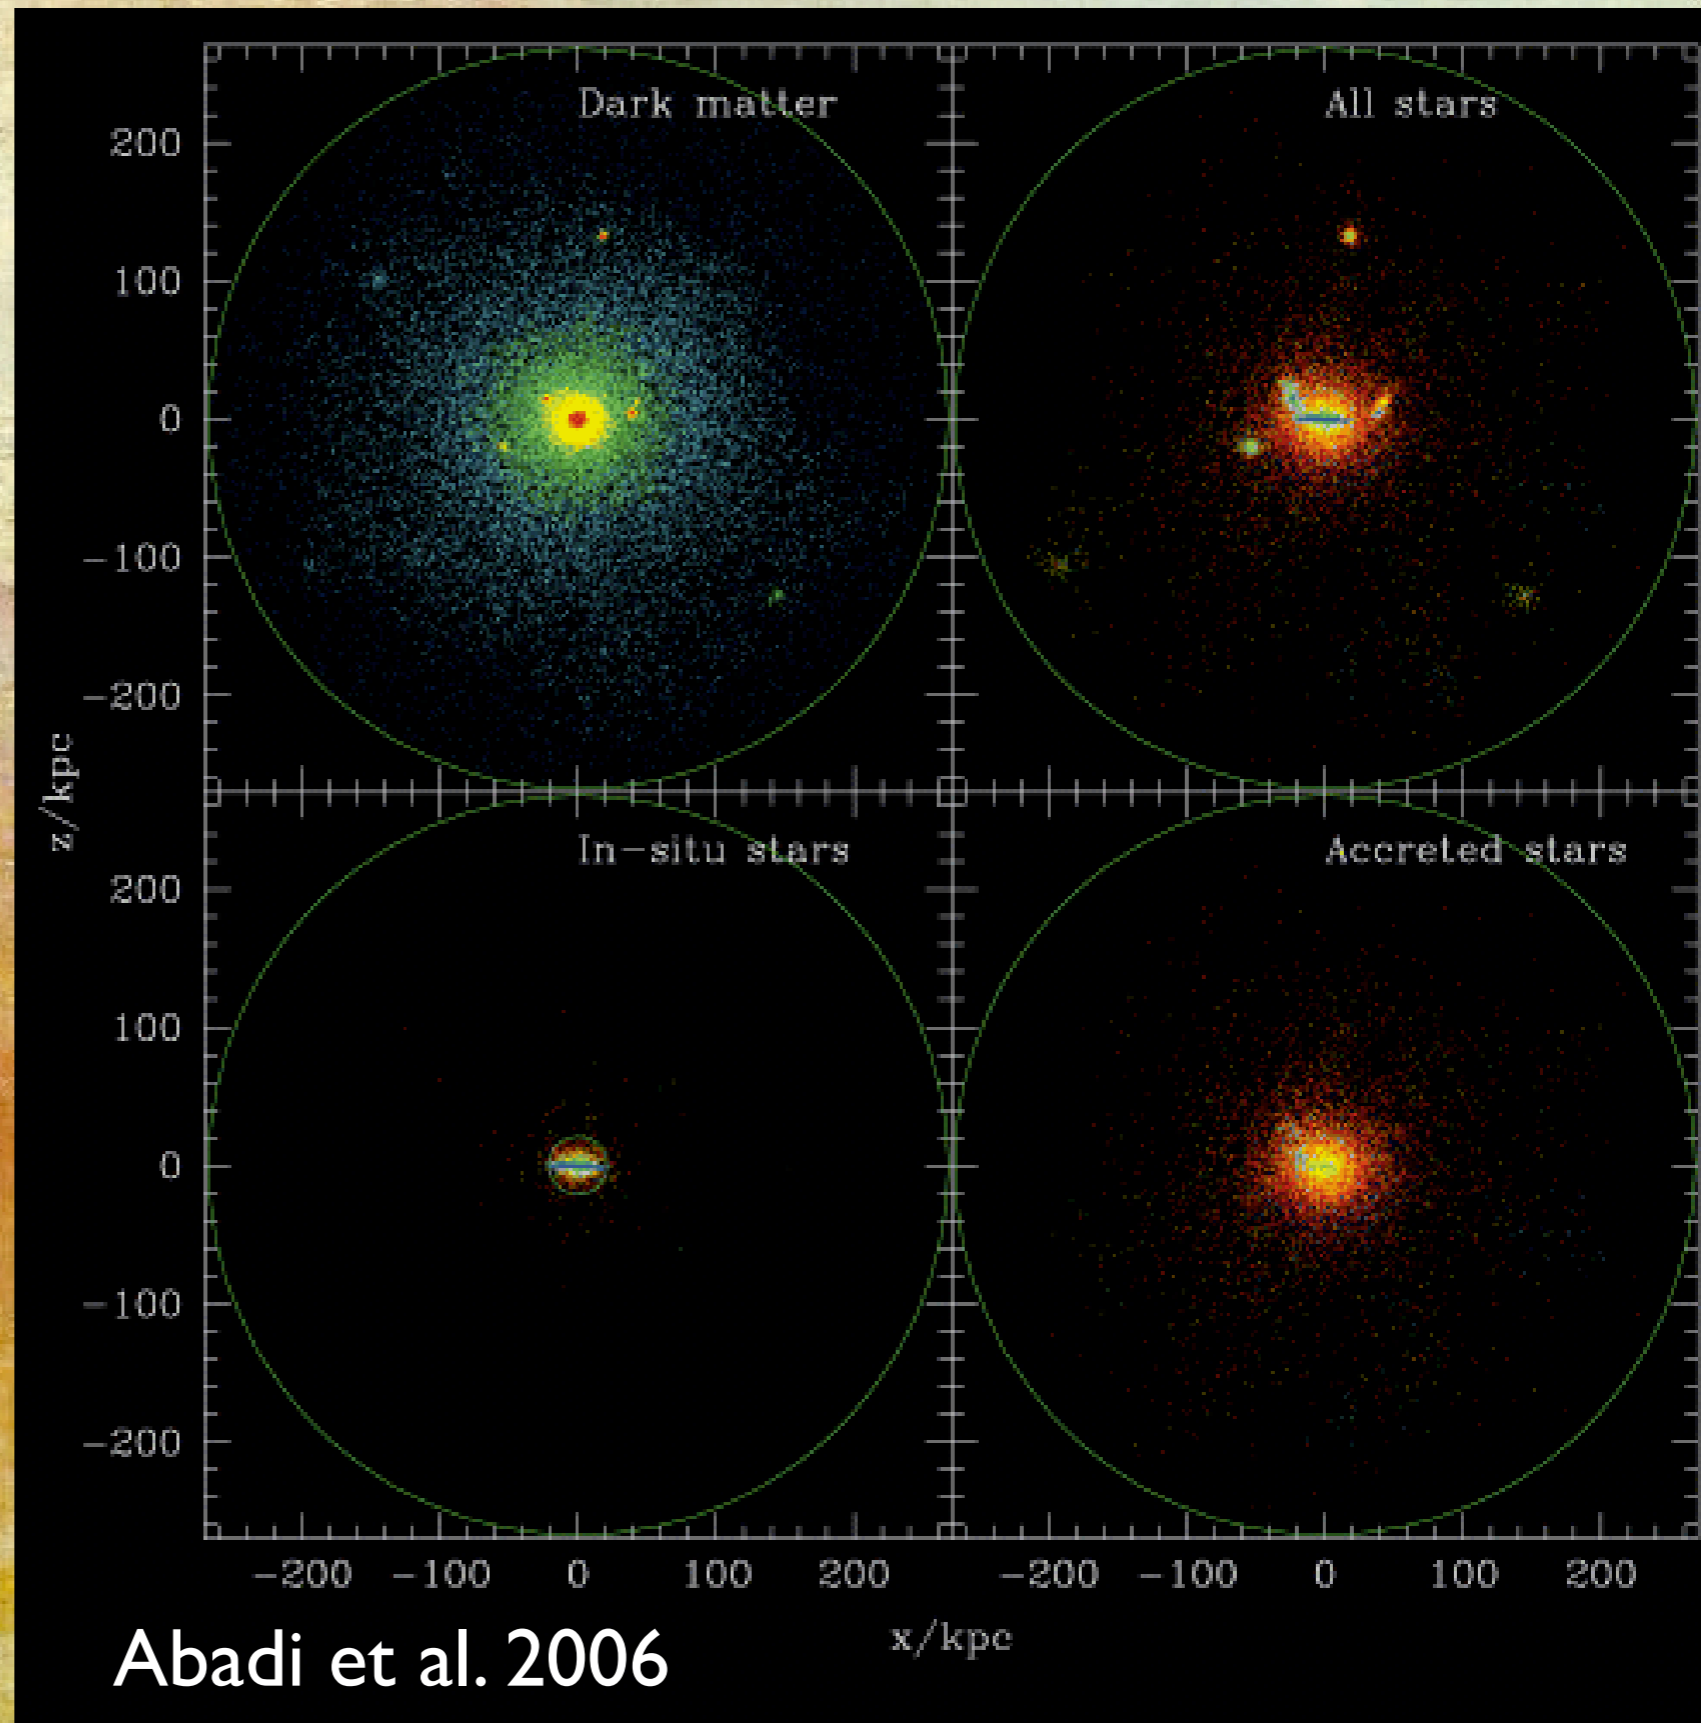 Dark matter
All stars
200
100
0
-100
-200
z/kpc
In-situ stars
Accreted stars
200
100
0
-100
-200
-200 -100 0 100 200 -200 -100 0 100 200
x/kpc
Abadi et al. 2006